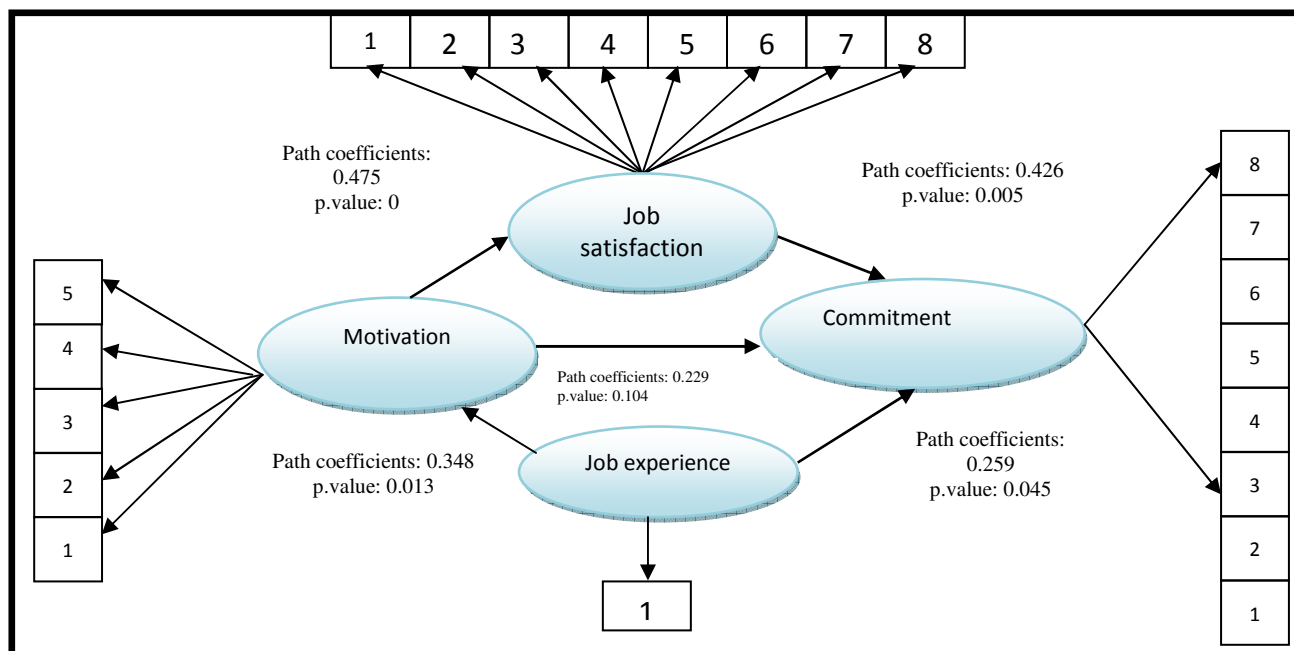 1 2 3 4 5 6 7 8
Path coefficients:
0.475
p.value: 0
Path coefficients: 0.426
p.value: 0.005
Job
satisfaction
8
7
6
5
4
3
2
1
5
4
3
2
1
Motivation
Commitment
Path coefficients: 0.229
p.value: 0.104
Path coefficients: 0.348
p.value: 0.013
Job experience
Path coefficients:
0.259
p.value: 0.045
1